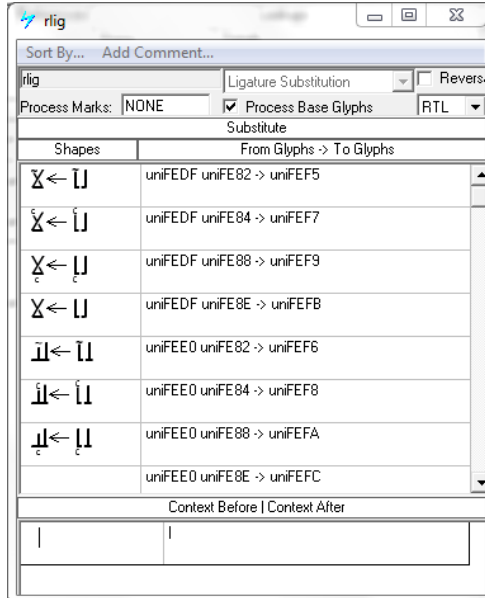 rlig
Sort By... Add Comment...
rlig Ligature Substitution Revers
Process Marks: NONE Process Base Glyphs RTL
Substitute
Shapes From Glyphs -> To Glyphs
uniFEDF uniFE82 -> uniFEF5
uniFEDF uniFE84 -> uniFEF7
uniFEDF uniFE88 -> uniFEF9
uniFEDF uniFE8E -> uniFEFB
uniFEE0 uniFE82 -> uniFEF6
uniFEE0 uniFE84 -> uniFEF8
uniFEE0 uniFE88 -> uniFEFA
uniFEE0 uniFE8E -> uniFEFC
Context Before | Context After